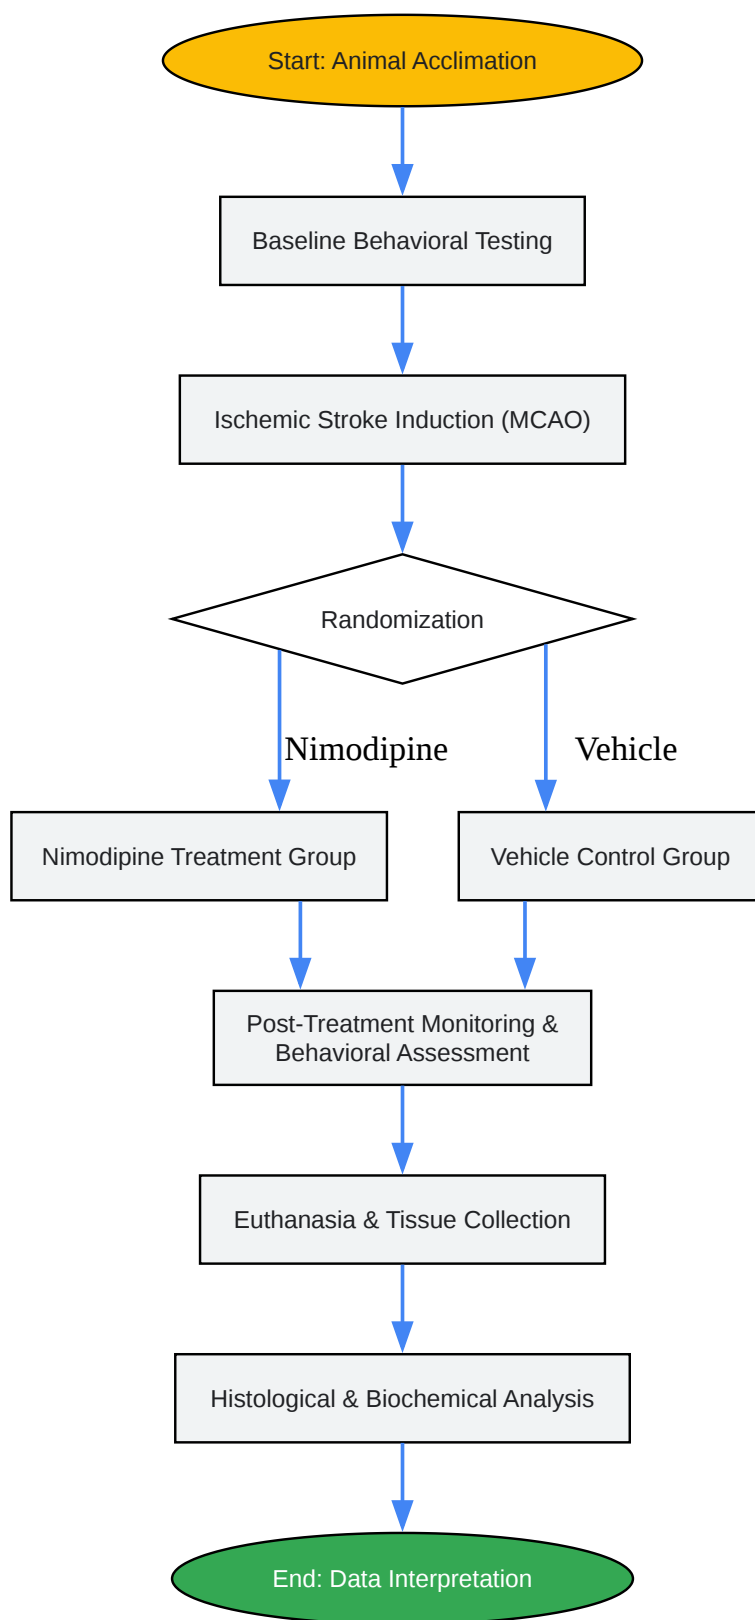 Start: Animal Acclimation
Baseline Behavioral Testing
Ischemic Stroke Induction (MCAO)
Randomization
Nimodipine
Vehicle
Nimodipine Treatment Group
Vehicle Control Group
Post-Treatment Monitoring &
Behavioral Assessment
Euthanasia & Tissue Collection
Histological & Biochemical Analysis
End: Data Interpretation